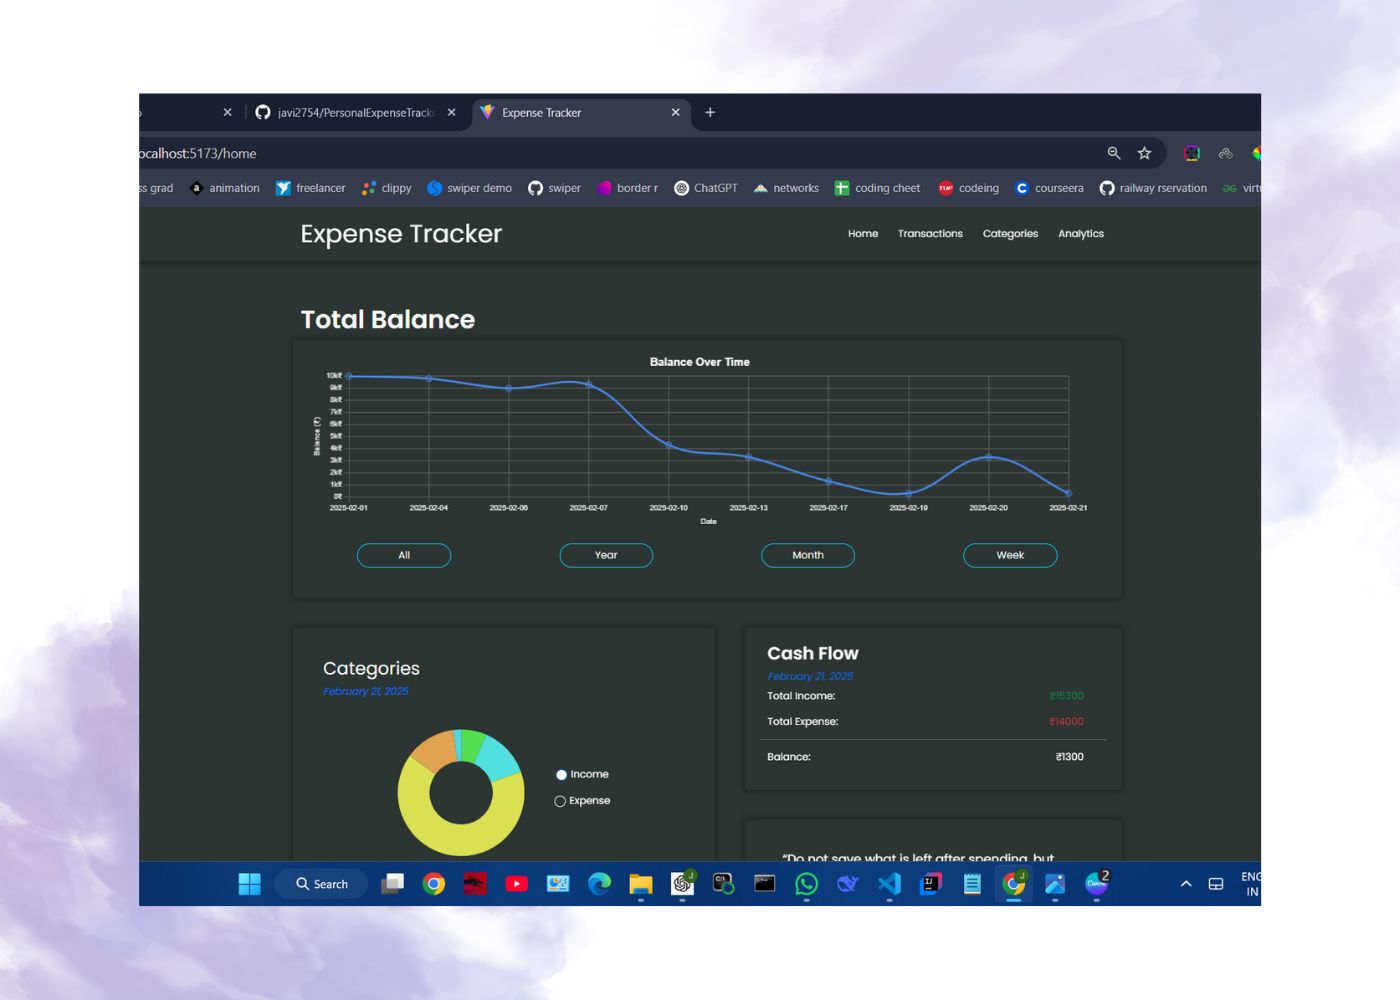 javi2754/PersonalExpenseTrack
Expense Tracker
ocalhost:5173/home
ss grad
animation
freelancer
clippy
swiper demo
swiper
border r
ChatGPT
networks
coding cheet
codeing
courseera
railway rservation
virtu
Expense Tracker
Home
Transactions
Categories
Analytics
Total Balance
Balance Over Time
10k₹
9k₹
8k₹
7k₹
6k₹
5k₹
4k₹
3k₹
2k₹
1k₹
0₹
Balance (₹)
2025-02-01
2025-02-04
2025-02-06
2025-02-07
2025-02-10
2025-02-13
2025-02-17
2025-02-19
2025-02-20
2025-02-21
Date
All
Year
Month
Week
Categories
February 21, 2025
Income
Expense
Cash Flow
February 21, 2025
Total Income: ₹15300
Total Expense: ₹14000
Balance: ₹1300
“Do not save what is left after spending, but
Search
2
ENG
IN